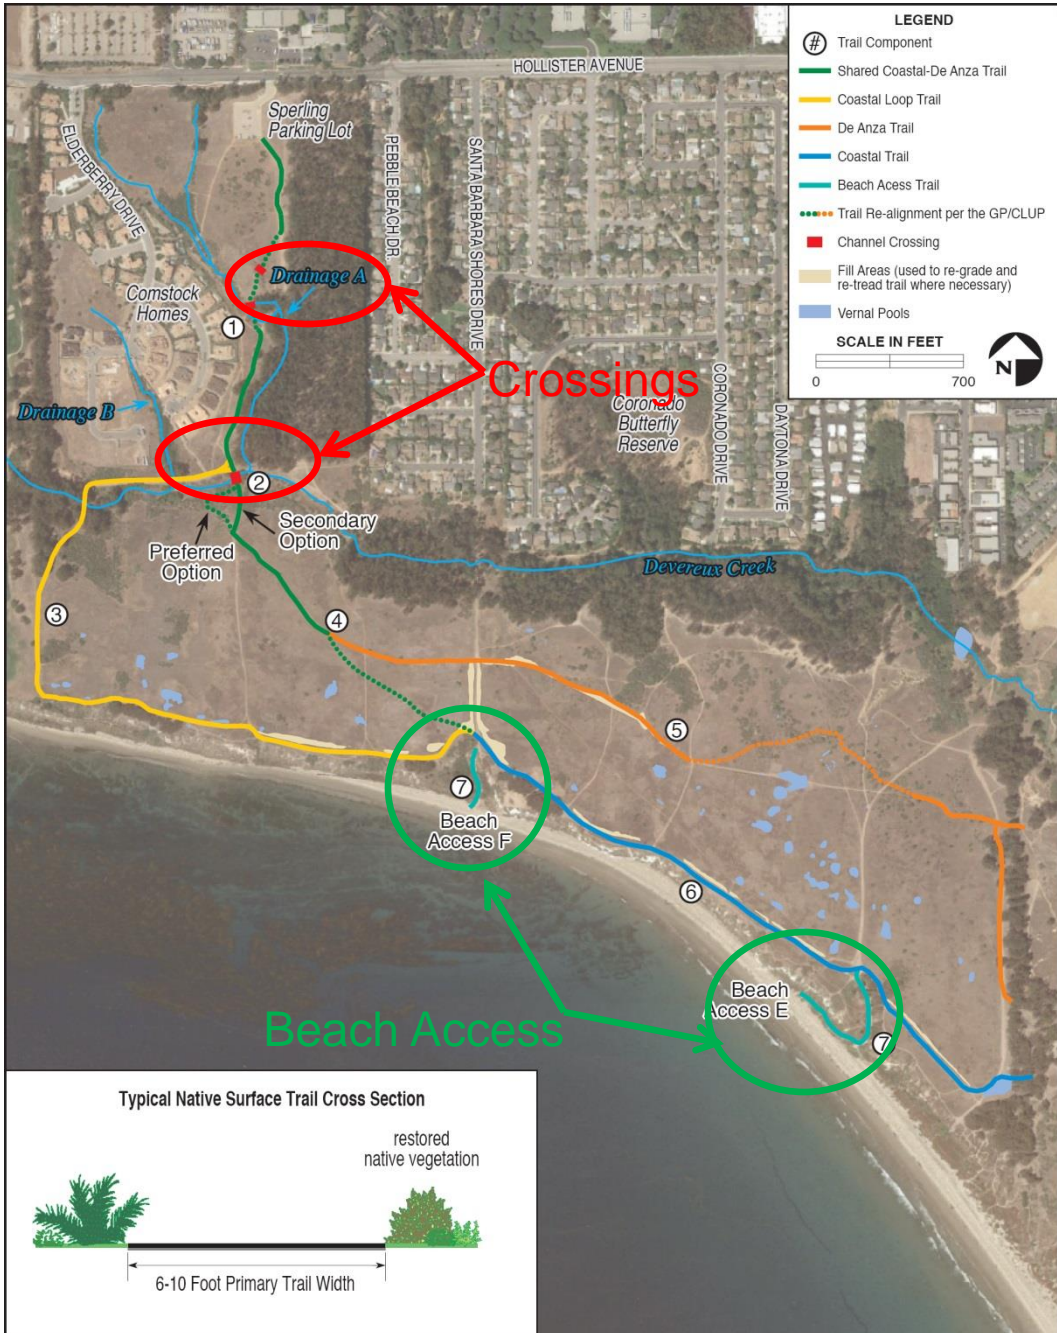 LEGEND
# Trail Component
Shared Coastal-De Anza Trail
Coastal Loop Trail
De Anza Trail
Coastal Trail
Beach Acess Trail
Trail Re-alignment per the GP/CLUP
Channel Crossing
Fill Areas (used to re-grade and
re-tread trail where necessary)
Vernal Pools
SCALE IN FEET
0 700
N
HOLLISTER AVENUE
Sperling
Parking Lot
ELDERBERRY DRIVE
PEBBLE BEACH DR.
SANTA BARBARA SHORES DRIVE
Drainage A
Comstock
Homes
1
Crossings
Drainage B
Coronado
Butterfly
Reserve
CORONADO DRIVE
DAYTONA DRIVE
2
Secondary
Option
Preferred
Option
Devereux Creek
3
4
5
7
Beach
Access F
6
Beach
Access E
Beach Access
7
Typical Native Surface Trail Cross Section
restored
native vegetation
6-10 Foot Primary Trail Width